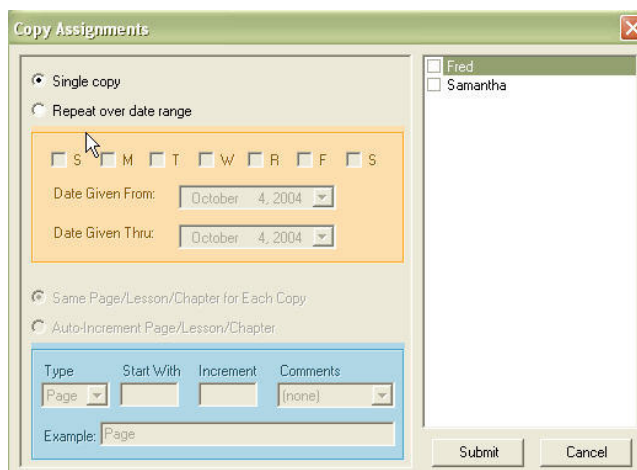 Copy Assignments
Single copy
Repeat over date range
S M T W R F S
Date Given From: October 4, 2004
Date Given Thru: October 4, 2004
Same Page/Lesson/Chapter for Each Copy
Auto-Increment Page/Lesson/Chapter
Type Start With Increment Comments
Page (none)
Example: Page
Fred
Samantha
Submit Cancel